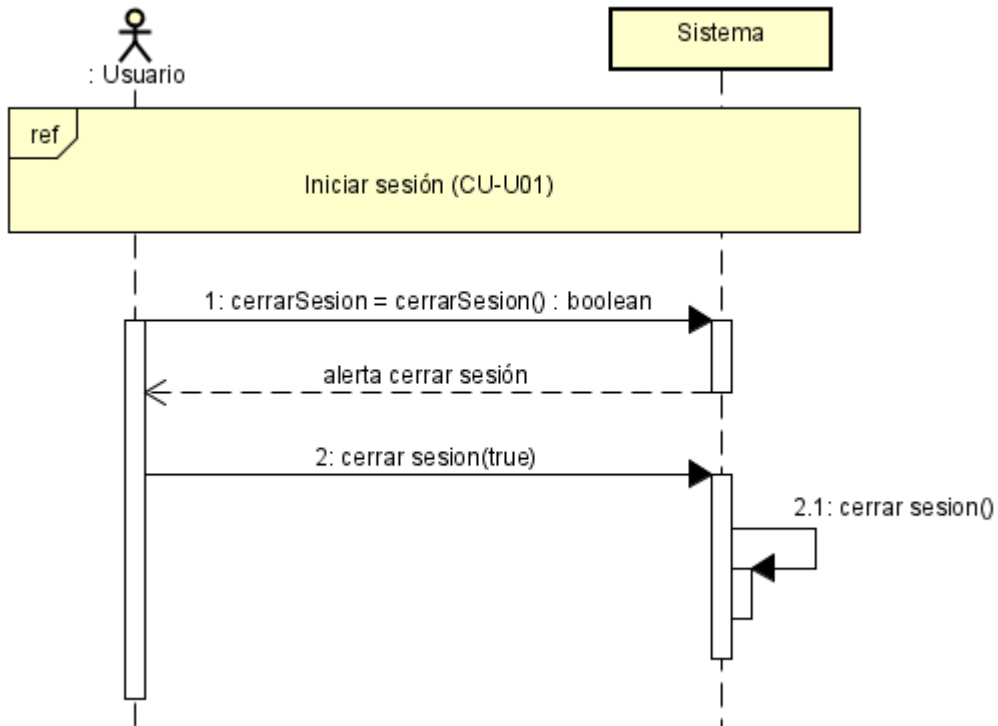 : Usuario
Sistema
ref
Iniciar sesión (CU-U01)
1: cerrarSesion = cerrarSesion() : boolean
alerta cerrar sesión
2: cerrar sesion(true)
2.1: cerrar sesion()